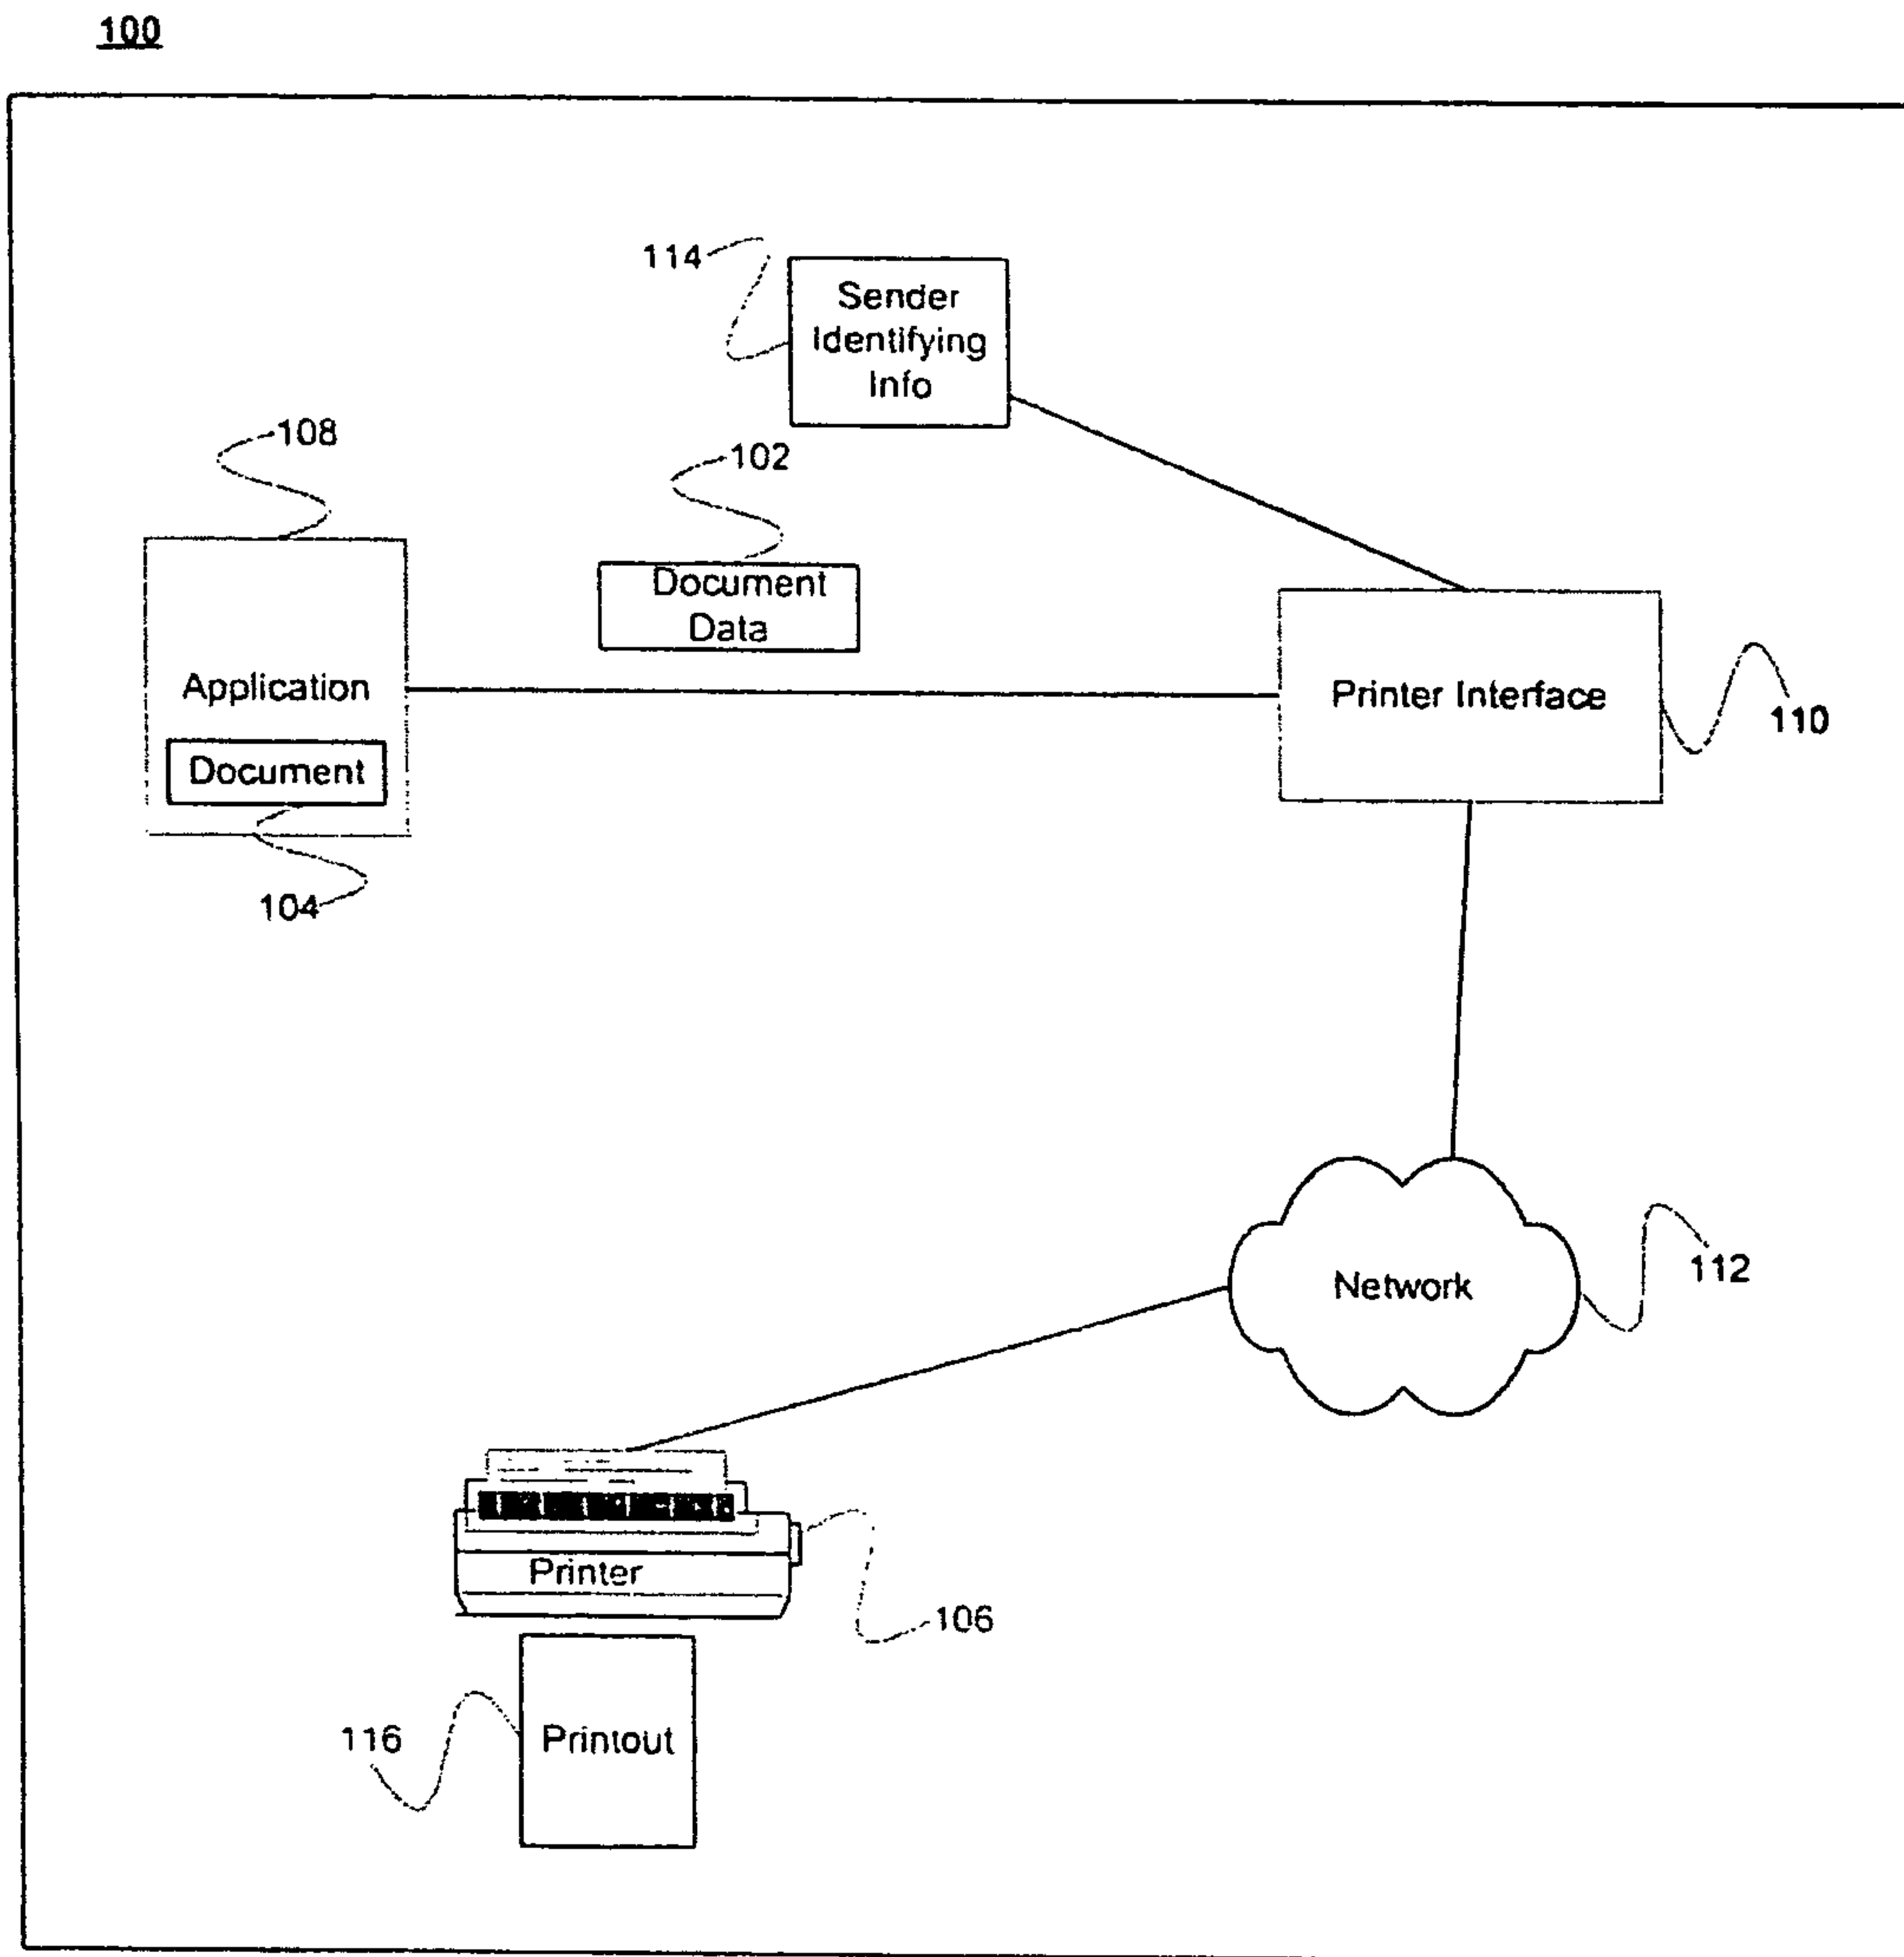 100
114
Sender
Identifying
Info
108
102
Document
Data
Application
Document
104
Printer Interface
110
Network
112
Printer
106
116
Printout